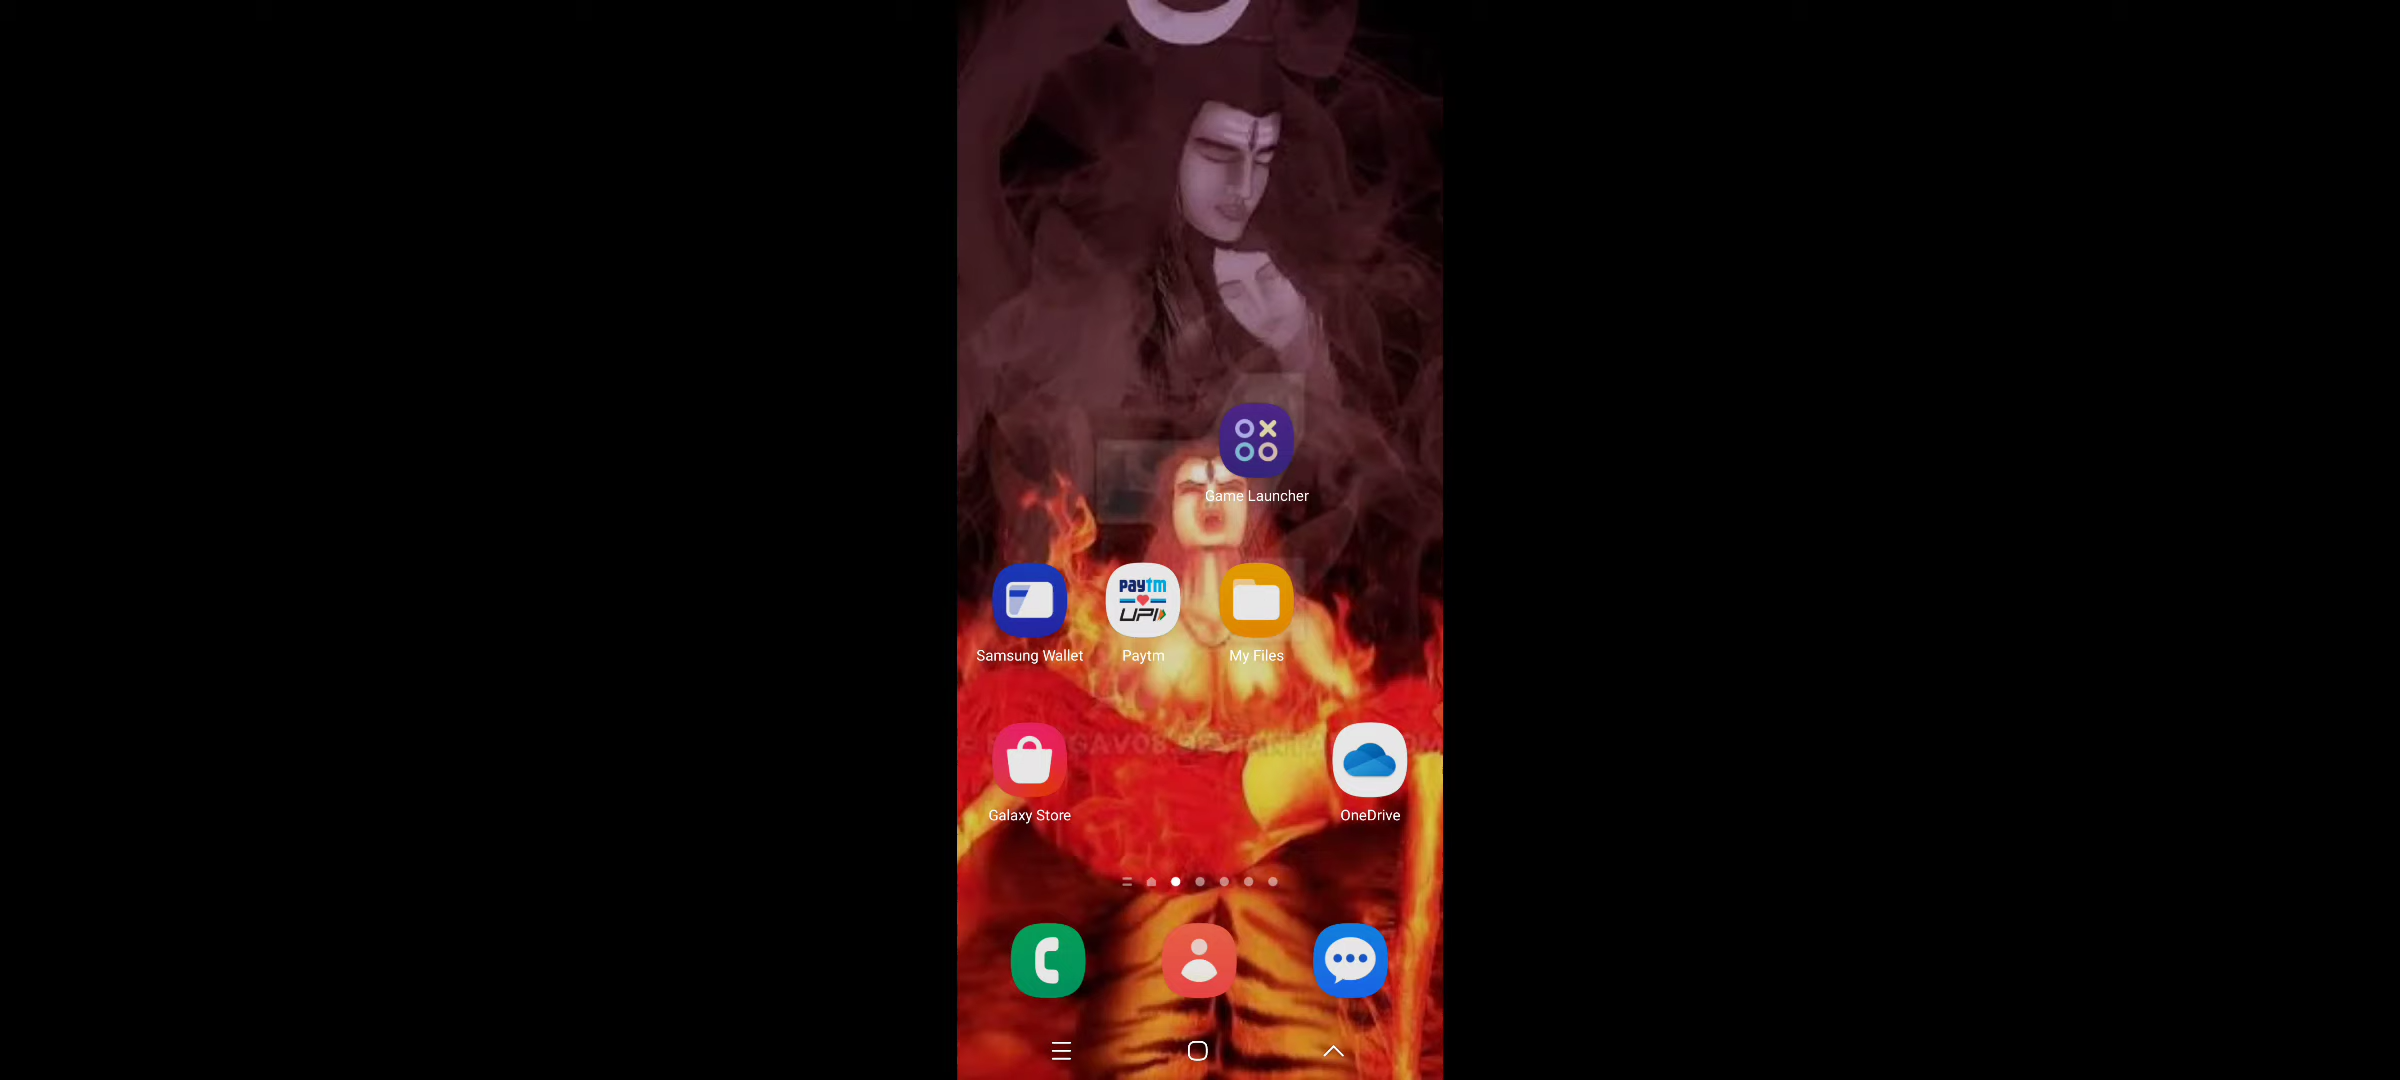 Game Launcher
paytm
UPI
Samsung Wallet
Paytm
My Files
Galaxy Store
OneDrive